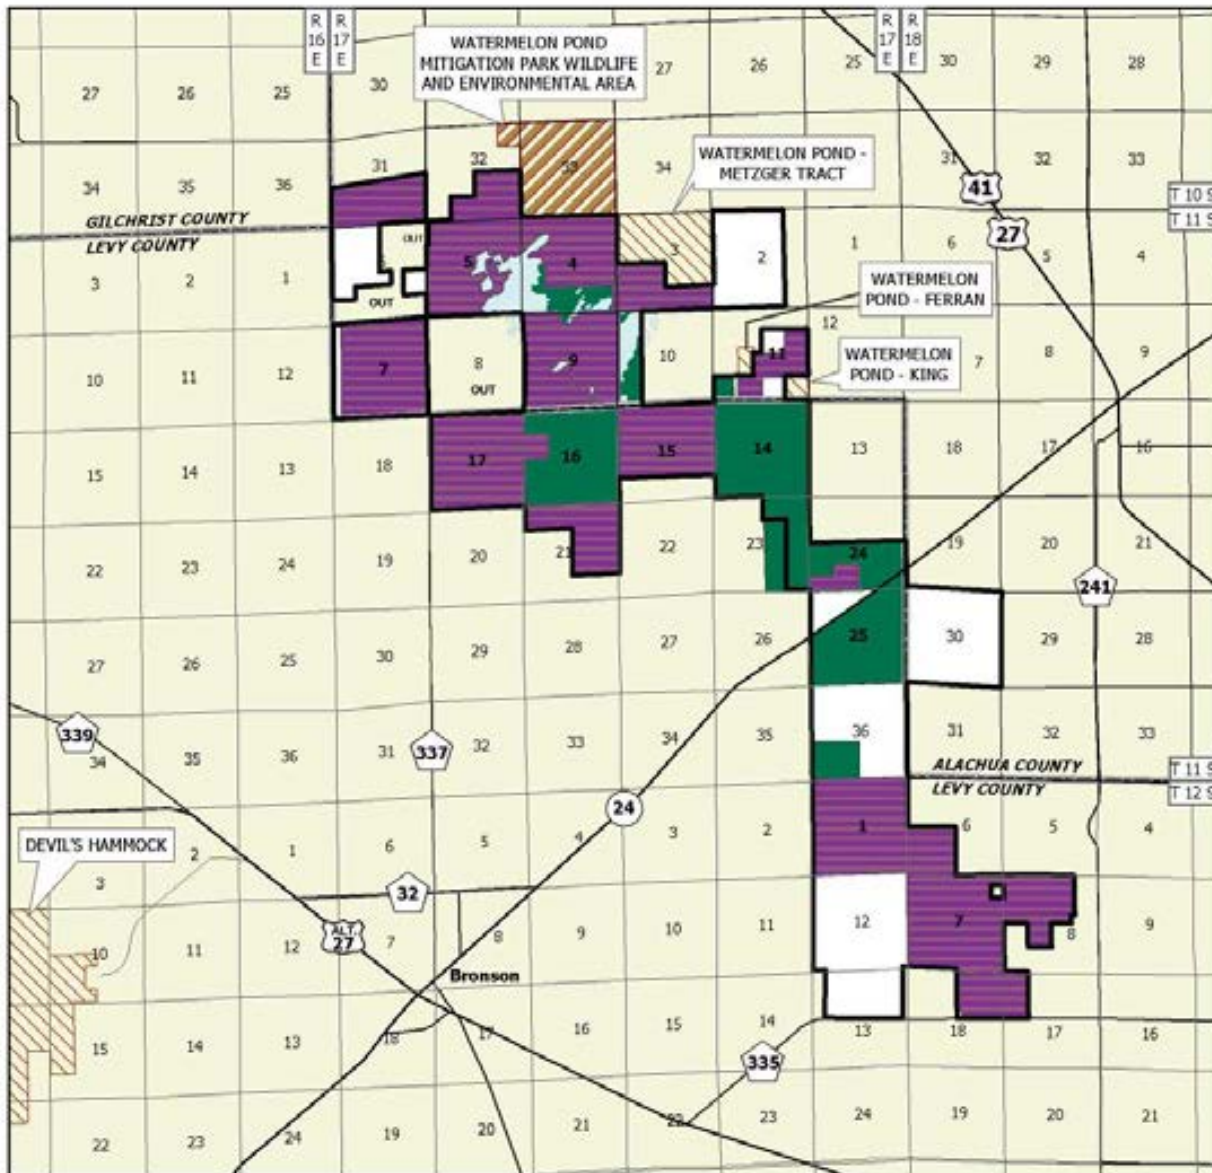 R
16
E
R
17
E
R
17
E
R
18
E
WATERMELON POND
MITIGATION PARK WILDLIFE
AND ENVIRONMENTAL AREA
27 26 25 30 27 26 25 30 29 28
WATERMELON POND -
METZGER TRACT
41
34 35 36 31 32 33 34 31 32 33
T 10 S
T 11 S
GILCHRIST COUNTY
LEVY COUNTY
27
3 2 1 OUT 5 4 3 2 1 6 5 4
OUT
WATERMELON
POND - FERRAN
WATERMELON
POND - KING
10 11 12 7 8 9 10 11 12 7 8 9
OUT
15 14 13 18 17 16 15 14 13 18 17 16
22 23 24 19 20 21 22 23 24 19 20 21
241
27 26 25 30 29 28 27 26 25 30 29 28
339
337
34 35 36 31 32 33 34 35 36 31 32 33
ALACHUA COUNTY
LEVY COUNTY
T 11 S
T 12 S
24
DEVIL'S HAMMOCK
3 2 1 6 5 4 3 2 1 6 5 4
32
ALT.
27
10 11 12 7 8 9 10 11 12 7 8 9
Bronson
15 14 13 18 17 16 15 14 13 18 17 16
335
22 23 24 19 20 21 22 23 24 19 20 21